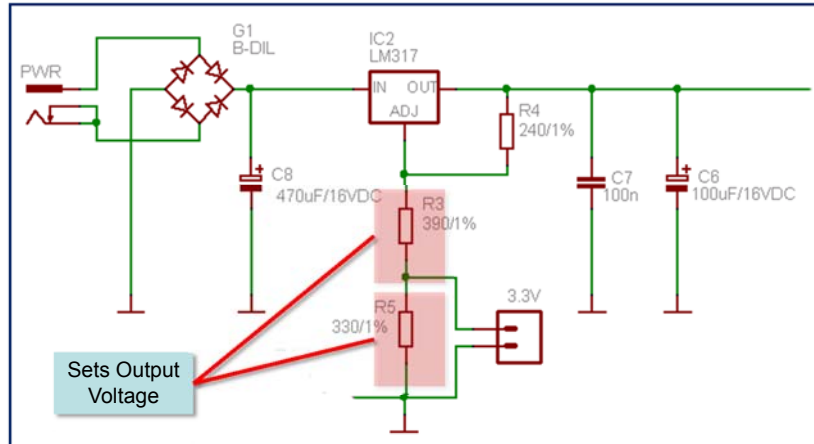 G1
B-DIL
PWR
IC2
LM317
IN OUT
ADJ
R4
240/1%
C8
470uF/16VDC
R3
390/1%
C7
100n
C6
100uF/16VDC
R5
330/1%
3.3V
Sets Output
Voltage